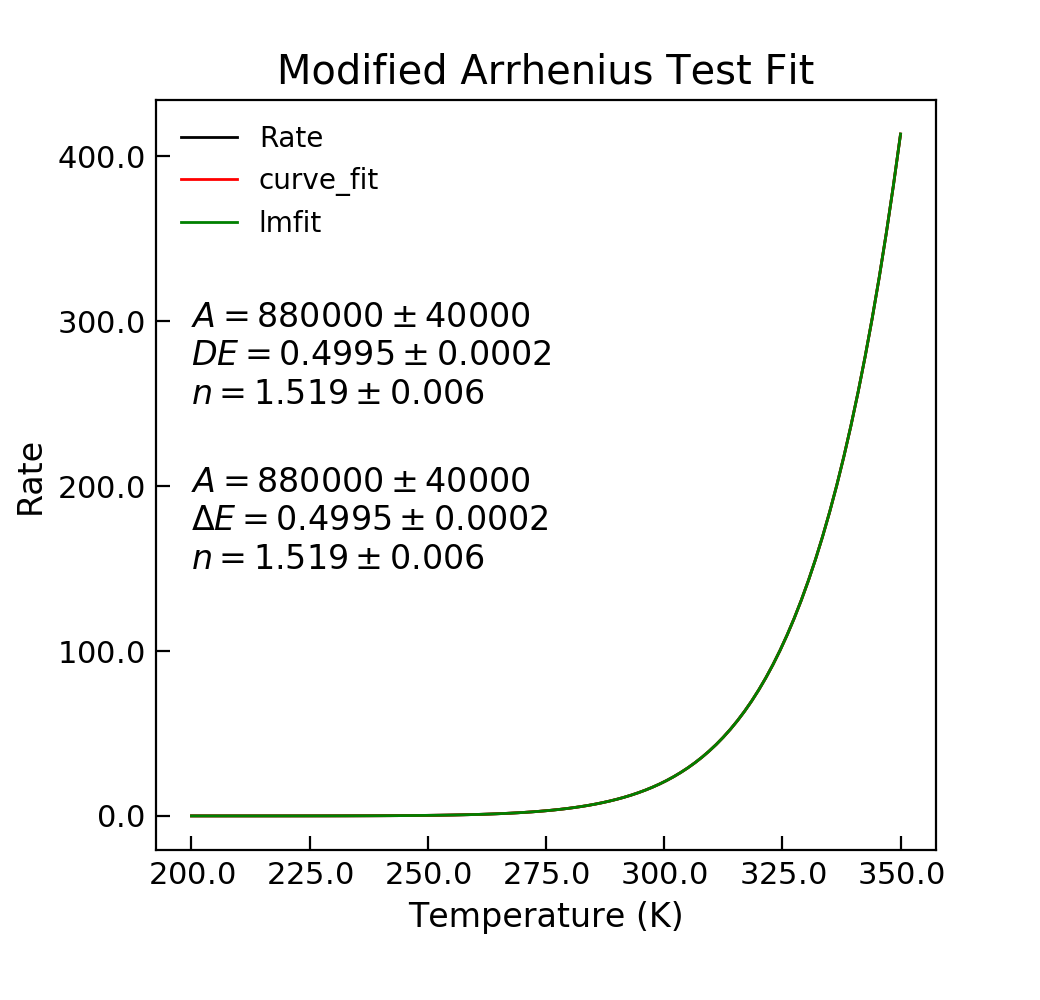 Modified Arrhenius Test Fit
Rate
curve_fit
lmfit
400.0
300.0
200.0
100.0
0.0
A = 880000 ± 40000
DE = 0.4995 ± 0.0002
n = 1.519 ± 0.006
A = 880000 ± 40000
ΔE = 0.4995 ± 0.0002
n = 1.519 ± 0.006
Rate
200.0 225.0 250.0 275.0 300.0 325.0 350.0
Temperature (K)